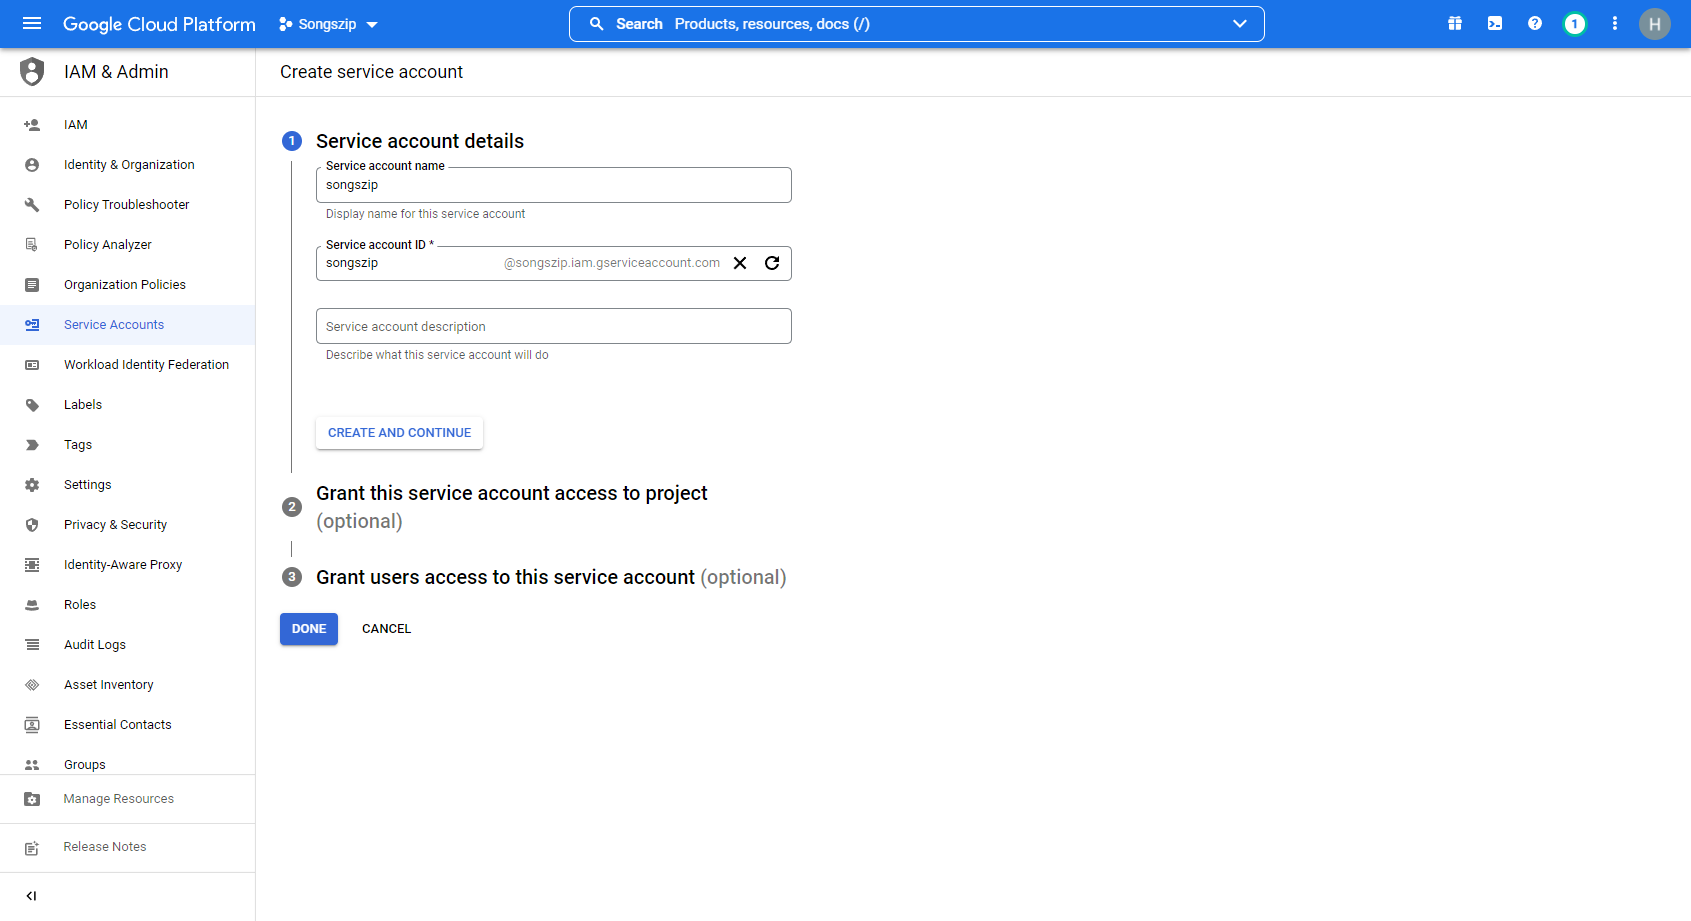 Google Cloud Platform
Songszip
Search Products, resources, docs (/)
1
H
IAM & Admin
Create service account
IAM
Identity & Organization
Policy Troubleshooter
Policy Analyzer
Organization Policies
Service Accounts
Workload Identity Federation
Labels
Tags
Settings
Privacy & Security
Identity-Aware Proxy
Roles
Audit Logs
Asset Inventory
Essential Contacts
Groups
Manage Resources
Release Notes
1 Service account details
Service account name
songszip
Display name for this service account
Service account ID *
songszip @songszip.iam.gserviceaccount.com
Service account description
Describe what this service account will do
CREATE AND CONTINUE
2 Grant this service account access to project
(optional)
3 Grant users access to this service account (optional)
DONE CANCEL